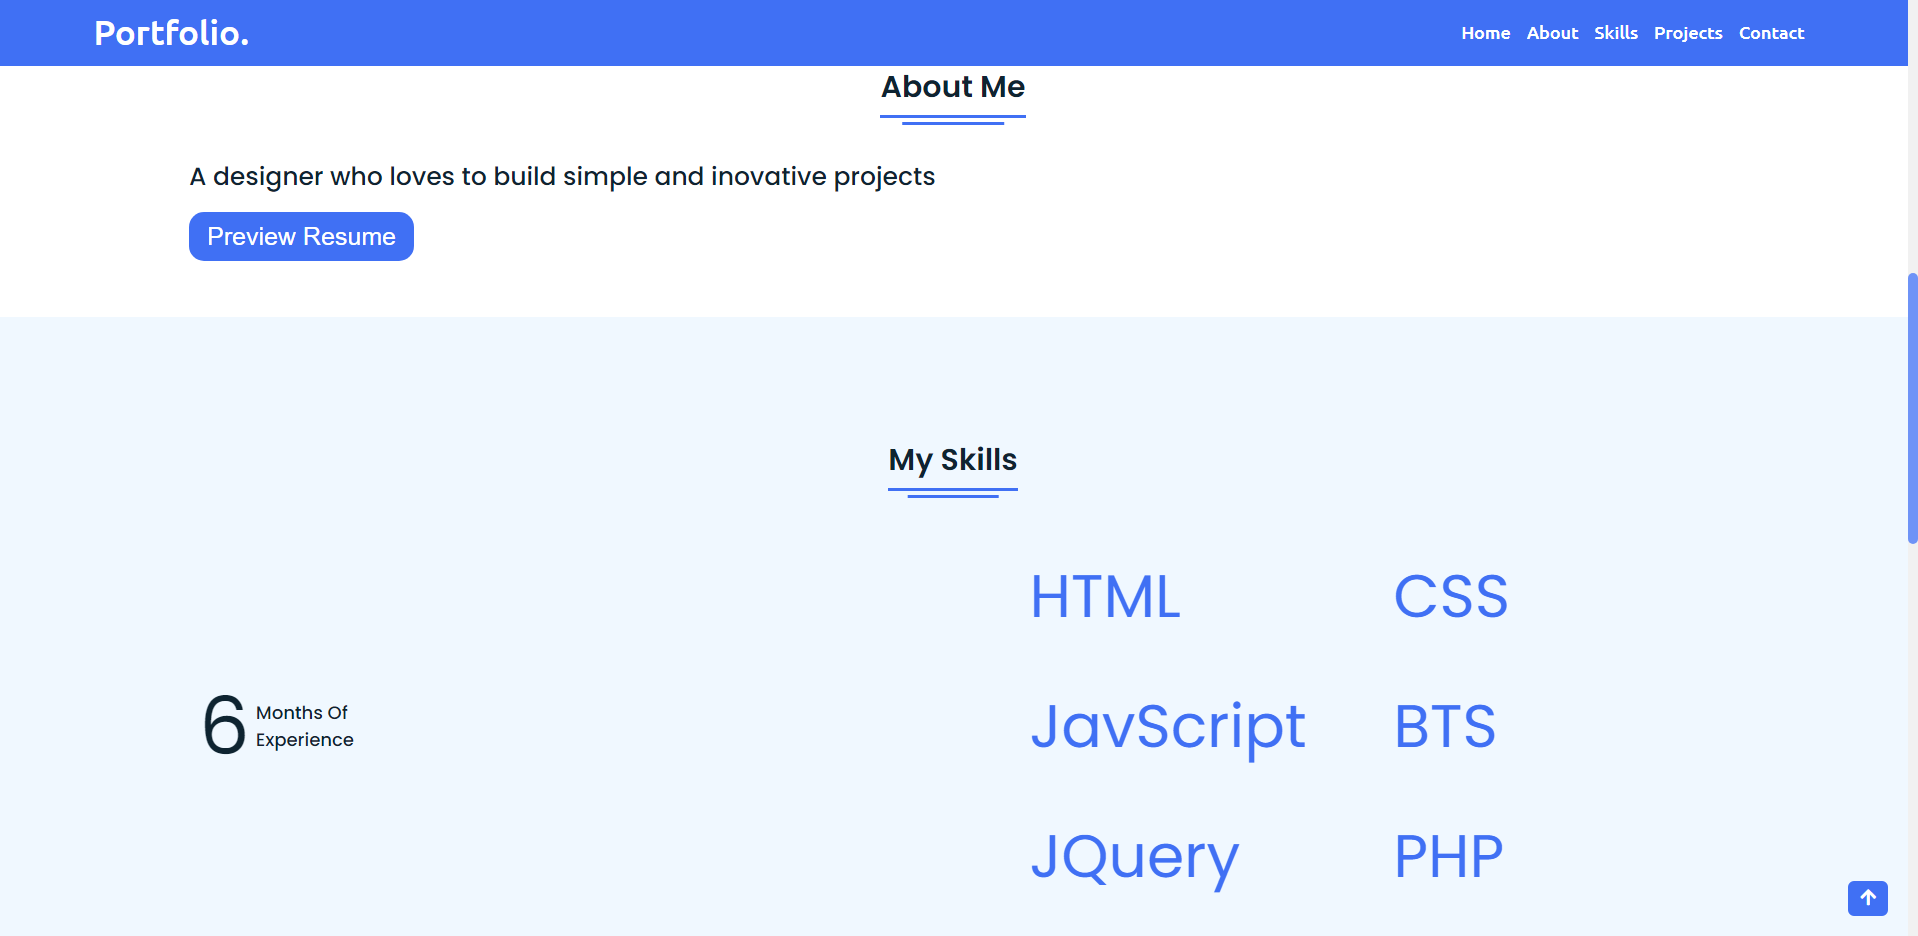 Portfolio.
Home About Skills Projects Contact
About Me
A designer who loves to build simple and inovative projects
Preview Resume
My Skills
HTML CSS
6 Months Of
Experience
JavScript BTS
JQuery PHP